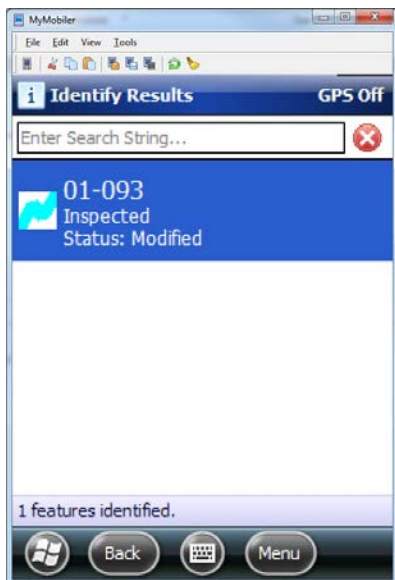 MyMobiler
File Edit View Tools
i Identify Results GPS Off
Enter Search String...
01-093
Inspected
Status: Modified
1 features identified.
Back Menu